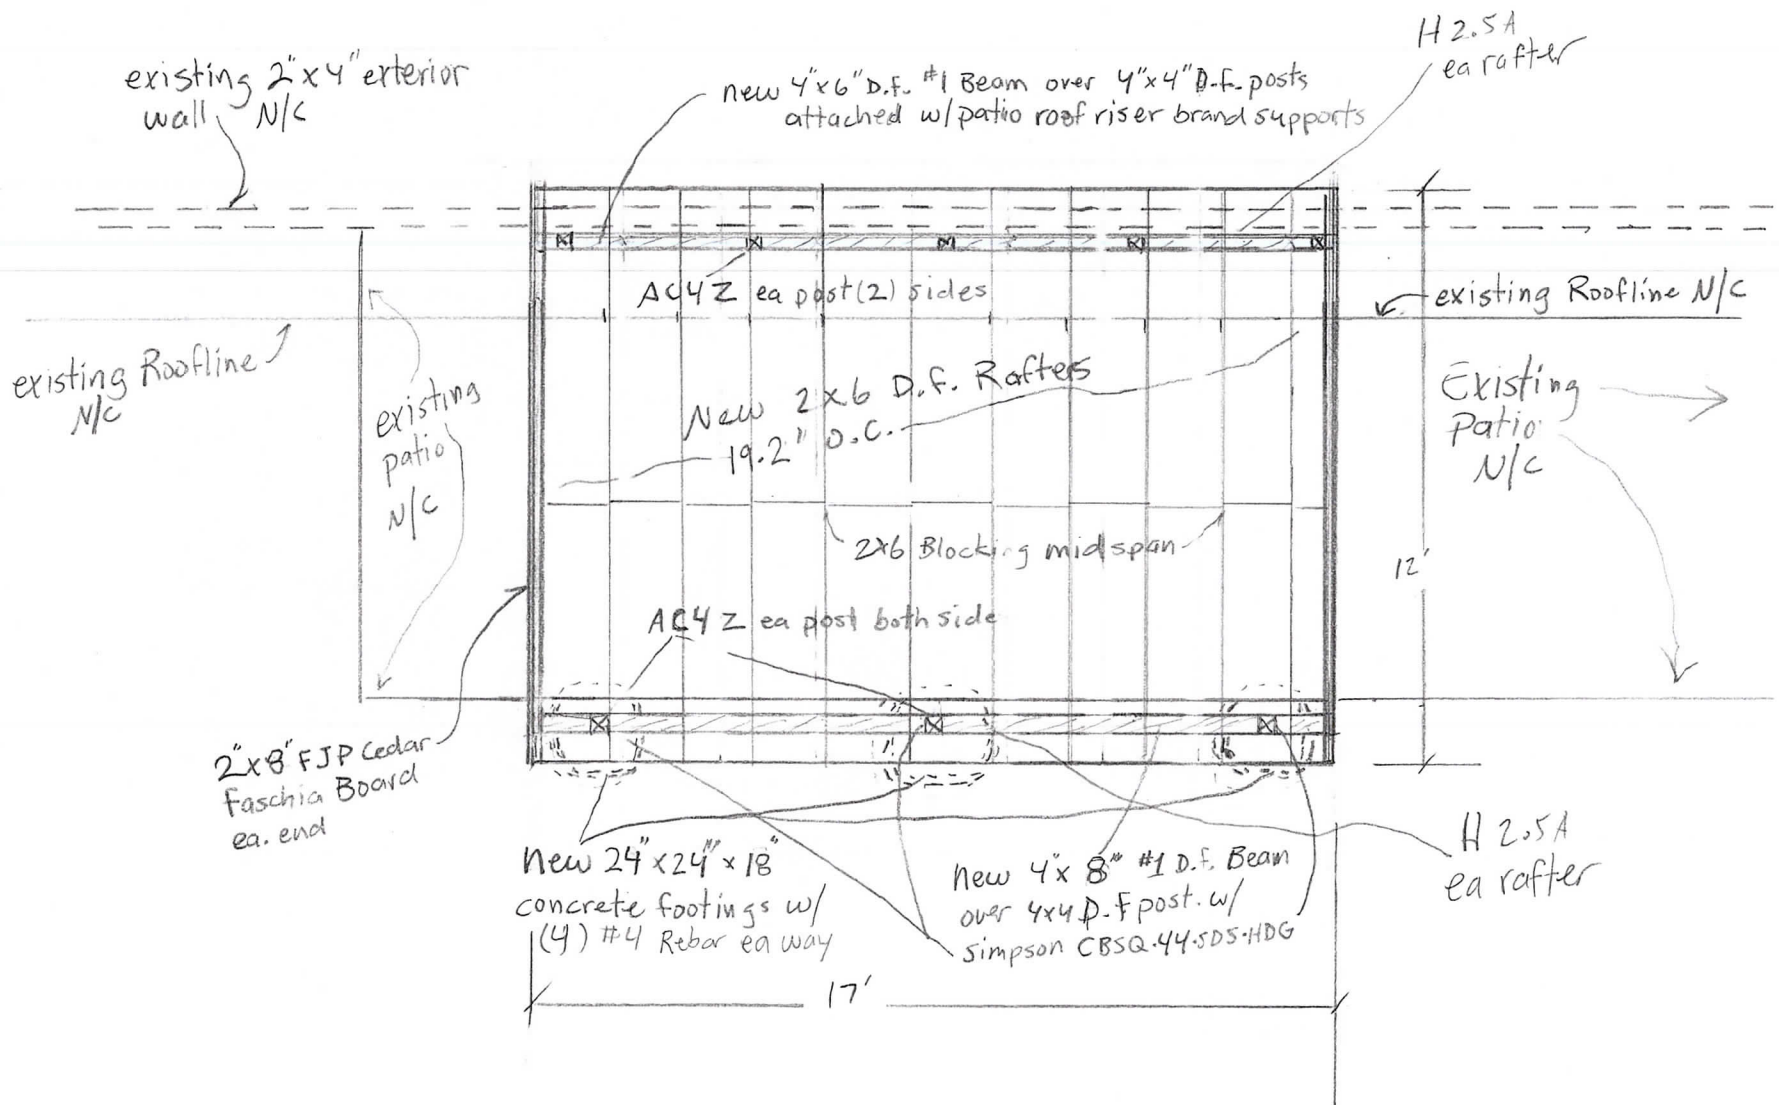 H 2.5A
ea rafter
existing 2"x4" exterior
wall N/C
new 4"x6" D.f. #1 Beam over 4"x4" D.f. posts
attached w/patio roof riser brand supports
AC4Z ea post(2) sides
existing Roofline N/C
existing Roofline
N/C
existing
patio
N/C
New 2x6 D.f. Rafters
19.2" O.C.
Existing
Patio
N/C
2x6 Blocking midspan
12'
AC4Z ea post both side
2"x8" FJP Cedar
Faschia Board
ea. end
new 24"x24"x18"
concrete footings w/
(4) #4 Rebar ea way
new 4"x8" #1 D.f. Beam
over 4x4 D.F post. w/
simpson CBSQ.44.SDS.HDG
H 2.5A
ea rafter
17'